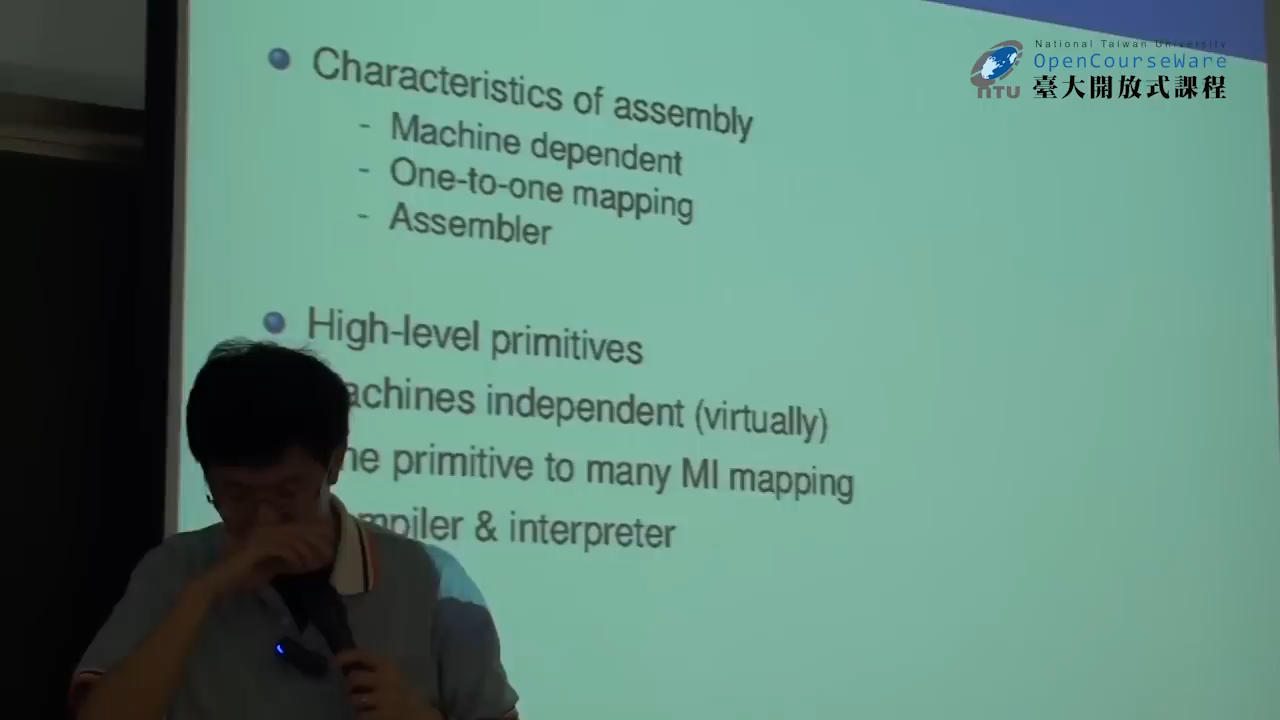 National Taiwan University
OpenCourseWare
NTU 臺大開放式課程
Characteristics of assembly
- Machine dependent
- One-to-one mapping
- Assembler
High-level primitives
achines independent (virtually)
ne primitive to many MI mapping
mpiler & interpreter